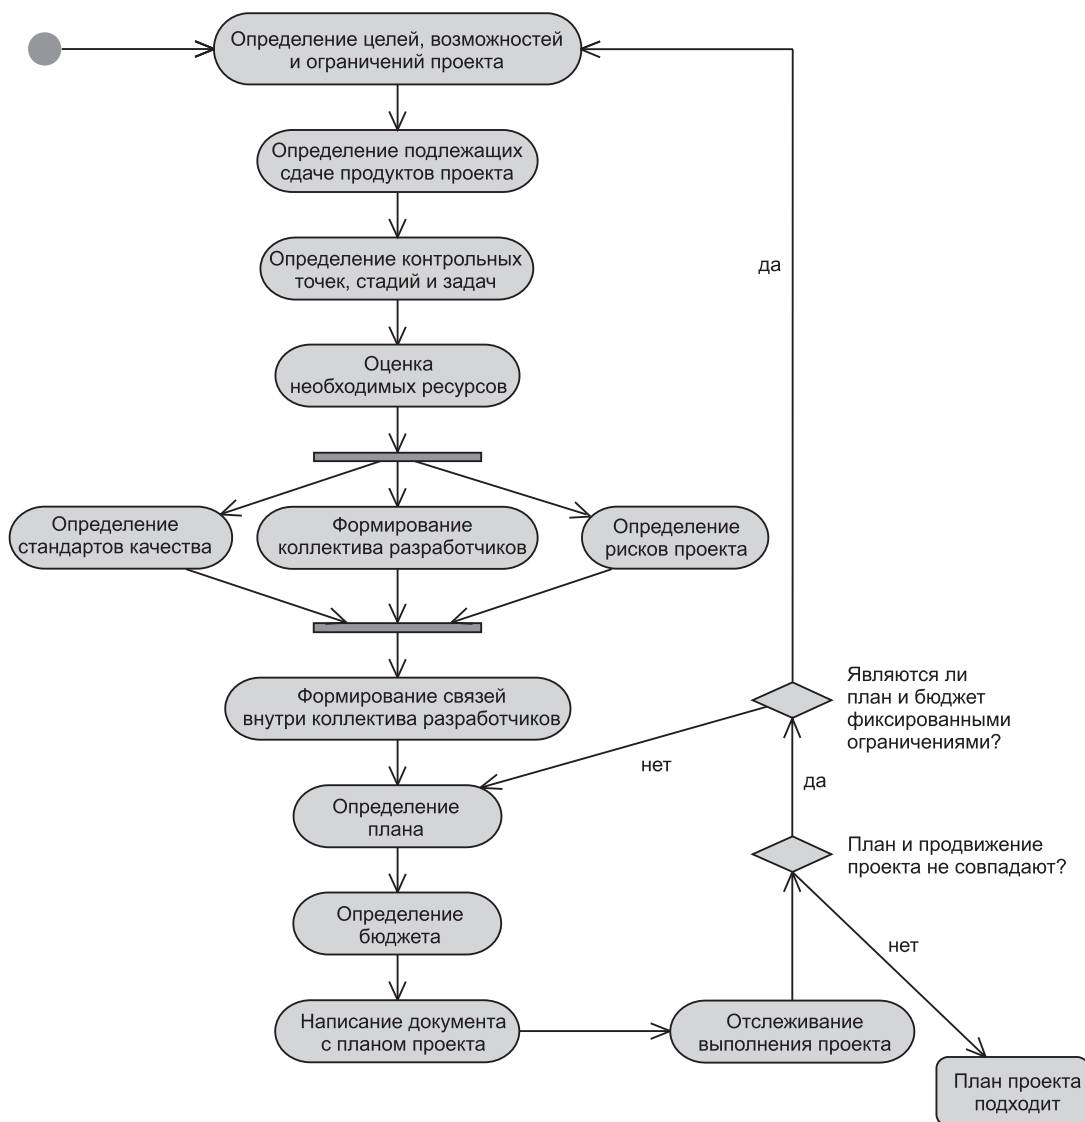 Определение целей, возможностей
и ограничений проекта
Определение подлежащих
сдаче продуктов проекта
Определение контрольных
точек, стадий и задач
да
Оценка
необходимых ресурсов
Определение
стандартов качества
Формирование
коллектива разработчиков
Определение
рисков проекта
Формирование связей
внутри коллектива разработчиков
Являются ли
план и бюджет
фиксированными
ограничениями?
нет
да
Определение
плана
План и продвижение
проекта не совпадают?
Определение
бюджета
нет
Написание документа
с планом проекта
Отслеживание
выполнения проекта
План проекта
подходит